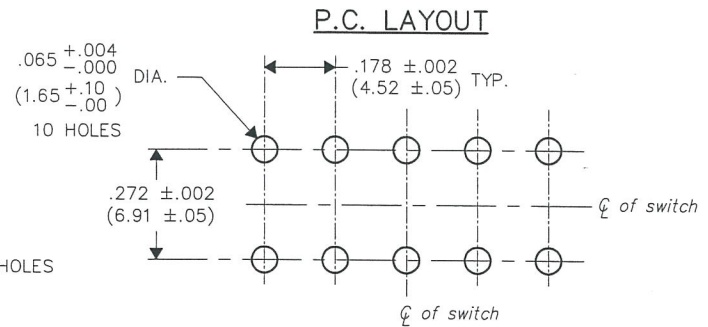 P.C. LAYOUT
.065 +.004 -.000 DIA.
(1.65 +.10 -.00 )
10 HOLES
.178 ±.002
(4.52 ±.05) TYP.
.272 ±.002
(6.91 ±.05)
℄ of switch
HOLES
℄ of switch